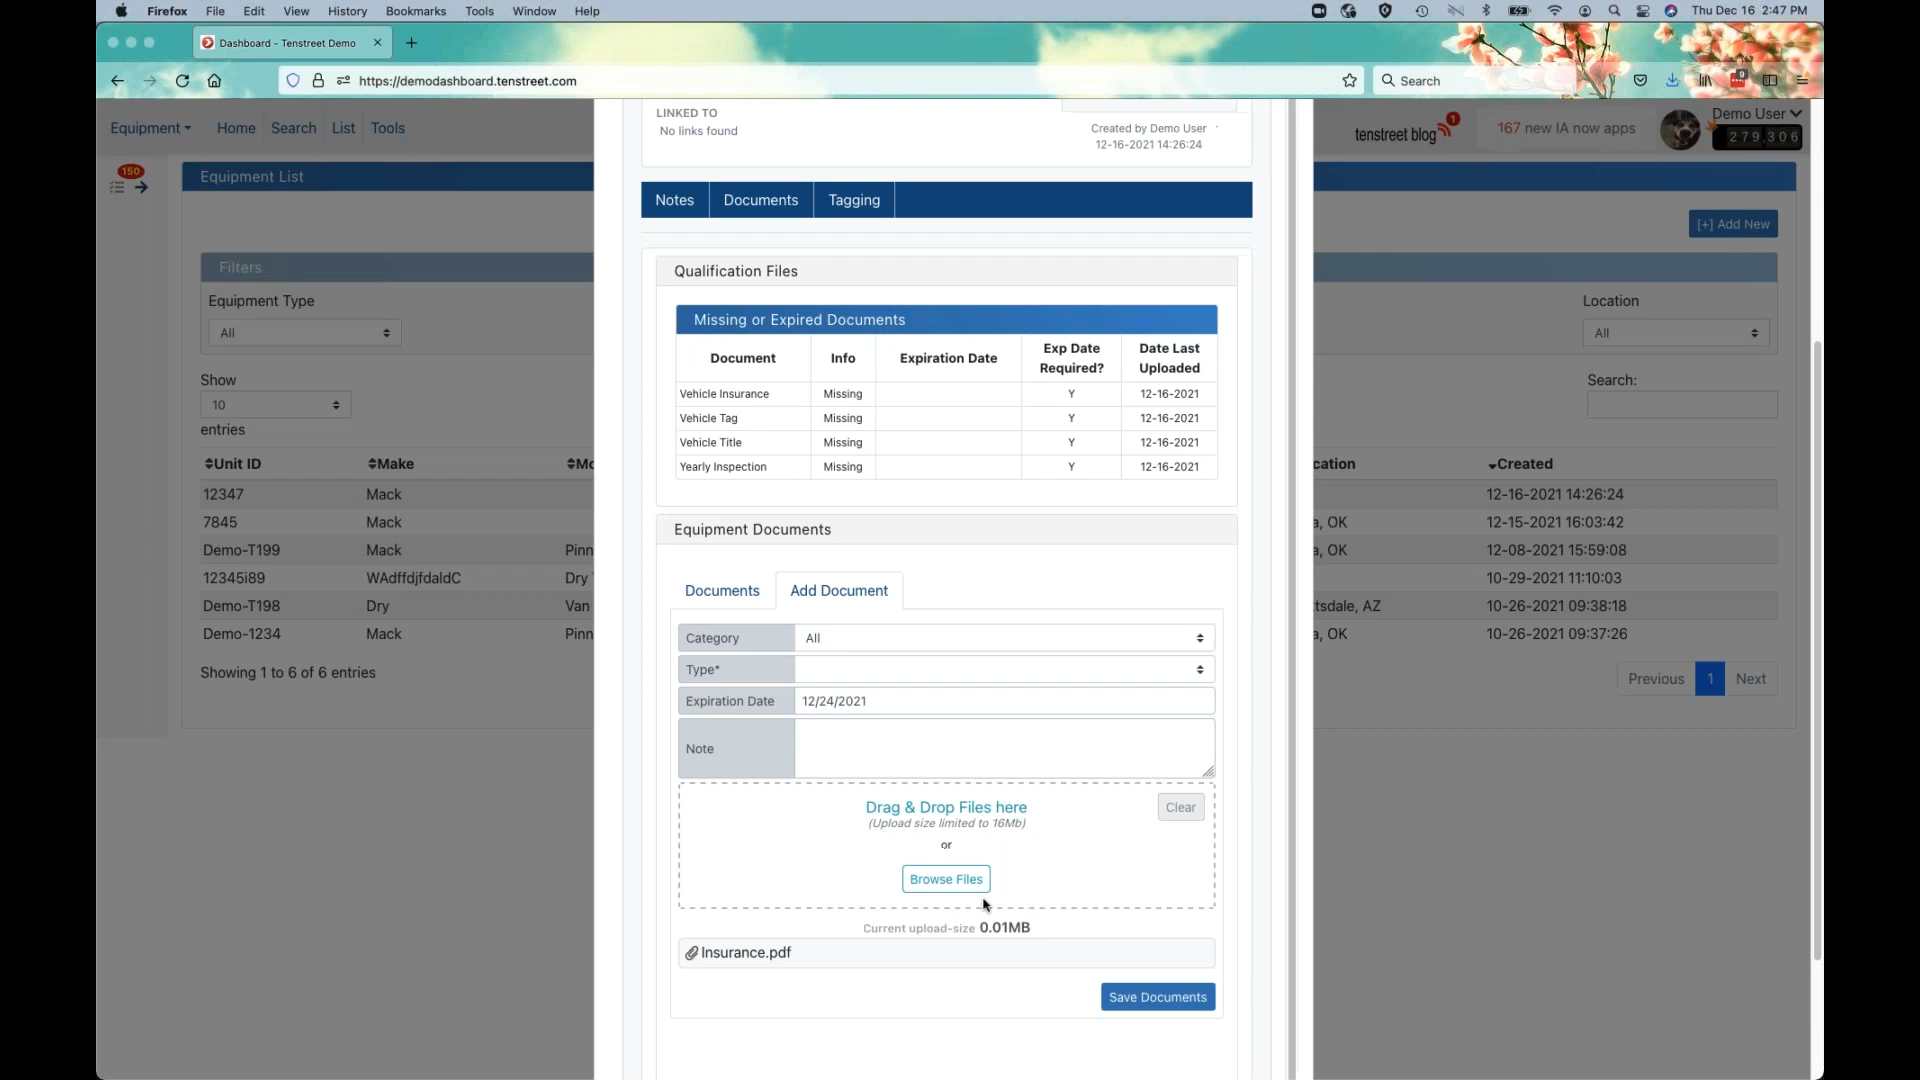 Firefox File Edit View History Bookmarks Tools Window Help
Thu Dec 16 2:47 PM
Dashboard - Tenstreet Demo
https://demodashboard.tenstreet.com
Search
9
Equipment Home Search List Tools
tenstreet blog 1
167 new IA now apps
Demo User
279,306
150
Equipment List
[+] Add New
Filters
Equipment Type
All
Location
All
Show
10
entries
Search:
Unit ID Make Mo cation Created
12347 Mack 12-16-2021 14:26:24
7845 Mack a, OK 12-15-2021 16:03:42
Demo-T199 Mack Pinn a, OK 12-08-2021 15:59:08
12345i89 WAdffdjfdaldC Dry 10-29-2021 11:10:03
Demo-T198 Dry Van ttsdale, AZ 10-26-2021 09:38:18
Demo-1234 Mack Pinn a, OK 10-26-2021 09:37:26
Showing 1 to 6 of 6 entries
Previous 1 Next
LINKED TO
No links found
Created by Demo User
12-16-2021 14:26:24
Notes Documents Tagging
Qualification Files
Missing or Expired Documents
Document Info Expiration Date Exp Date Required? Date Last Uploaded
Vehicle Insurance Missing Y 12-16-2021
Vehicle Tag Missing Y 12-16-2021
Vehicle Title Missing Y 12-16-2021
Yearly Inspection Missing Y 12-16-2021
Equipment Documents
Documents Add Document
Category All
Type*
Expiration Date 12/24/2021
Note
Drag & Drop Files here
Clear
(Upload size limited to 16Mb)
or
Browse Files
Current upload-size 0.01MB
Insurance.pdf
Save Documents